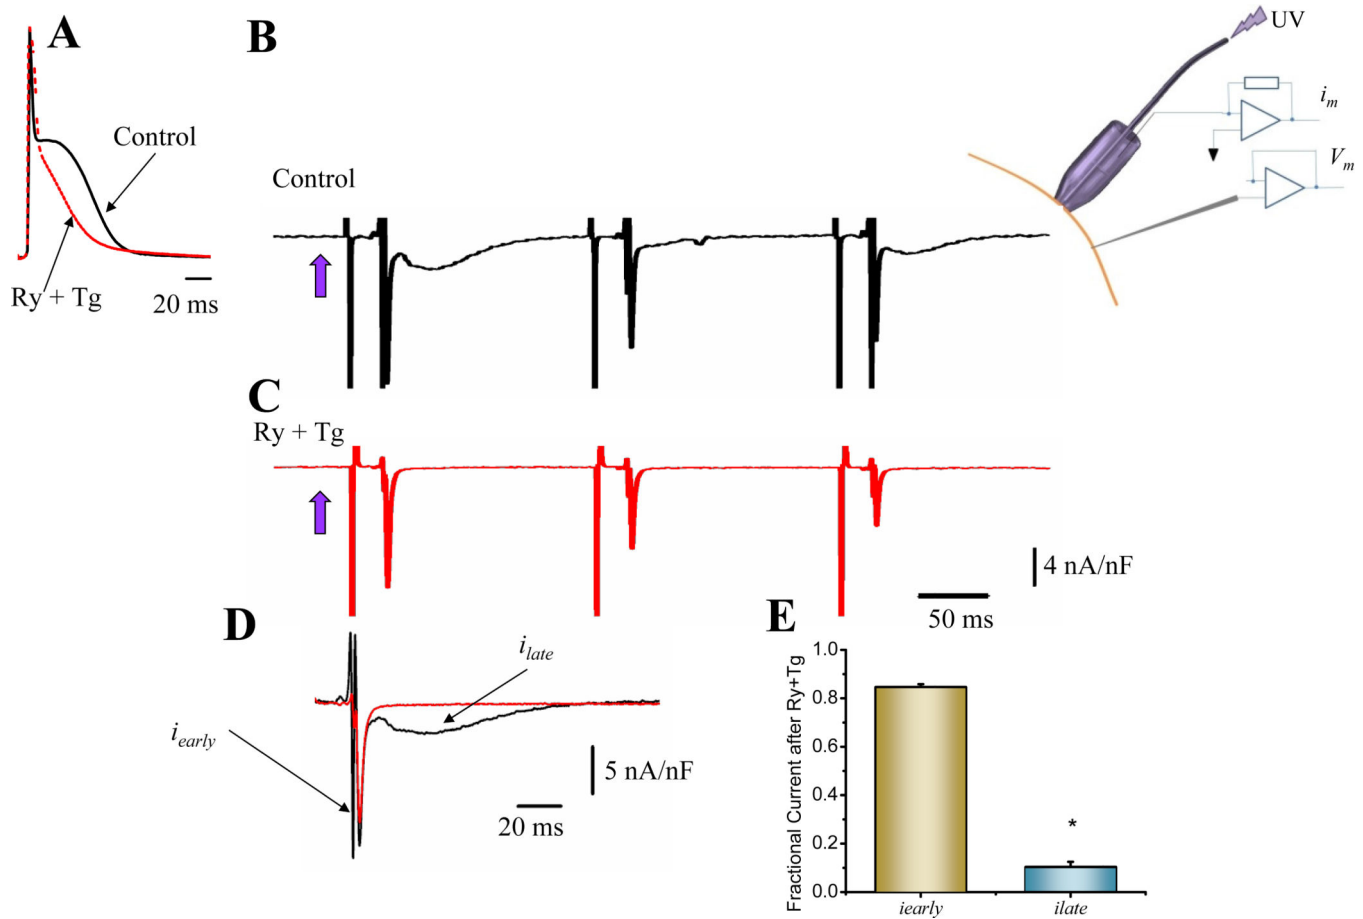 A
B
UV
i_m
Control
V_m
Control
Ry + Tg
20 ms
C
Ry + Tg
4 nA/nF
50 ms
D
i_late
i_early
5 nA/nF
20 ms
E
Fractional Current after Ry+Tg
1.0
0.8
0.6
0.4
0.2
0.0
*
iearly
ilate